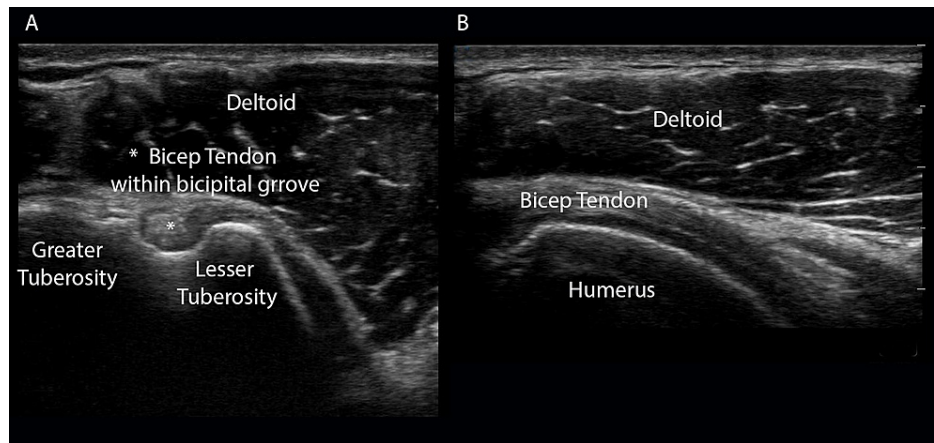 A
B
Deltoid
Deltoid
* Bicep Tendon
within bicipital grrove
*
Bicep Tendon
Greater
Tuberosity
Lesser
Tuberosity
Humerus